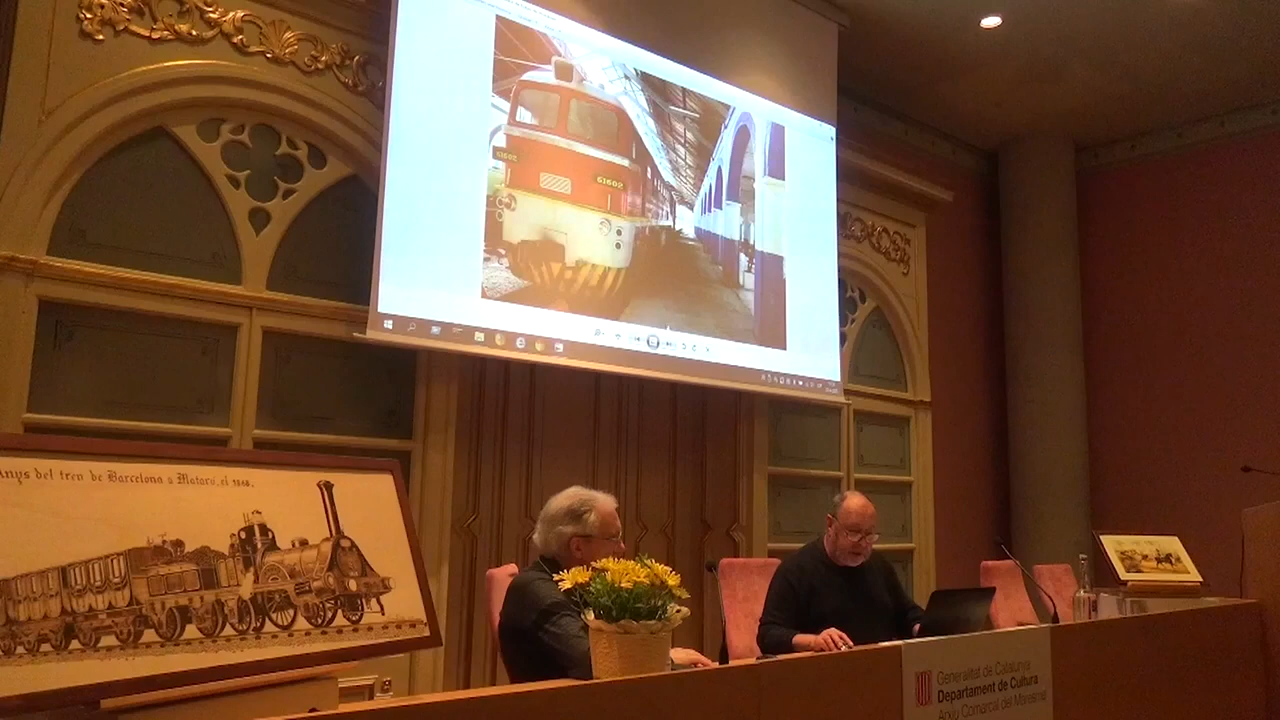 61602
61602
Anys del tren de Barcelona a Mataró, el 1848.
Generalitat de Catalunya
Departament de Cultura
Arxiu Comarcal del Maresme